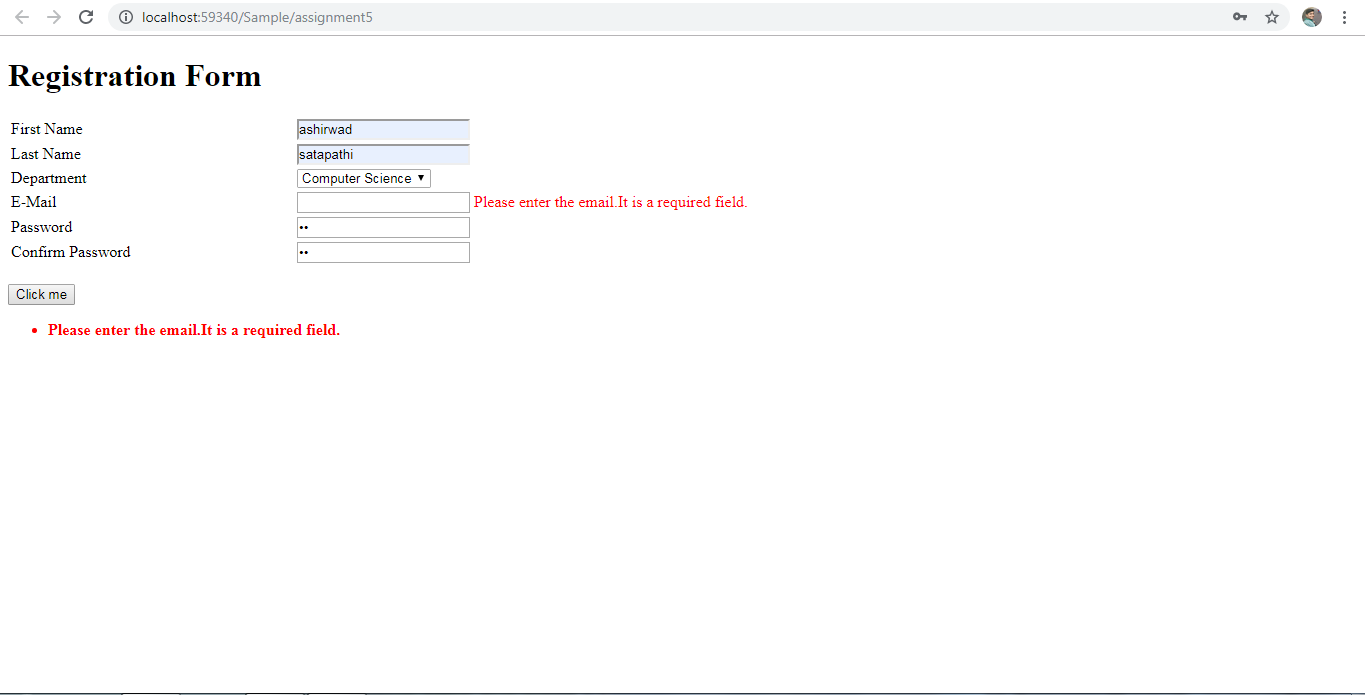 localhost:59340/Sample/assignment5
Registration Form
First Name ashirwad
Last Name satapathi
Department Computer Science
E-Mail Please enter the email.It is a required field.
Password ••
Confirm Password ••
Click me
• Please enter the email.It is a required field.